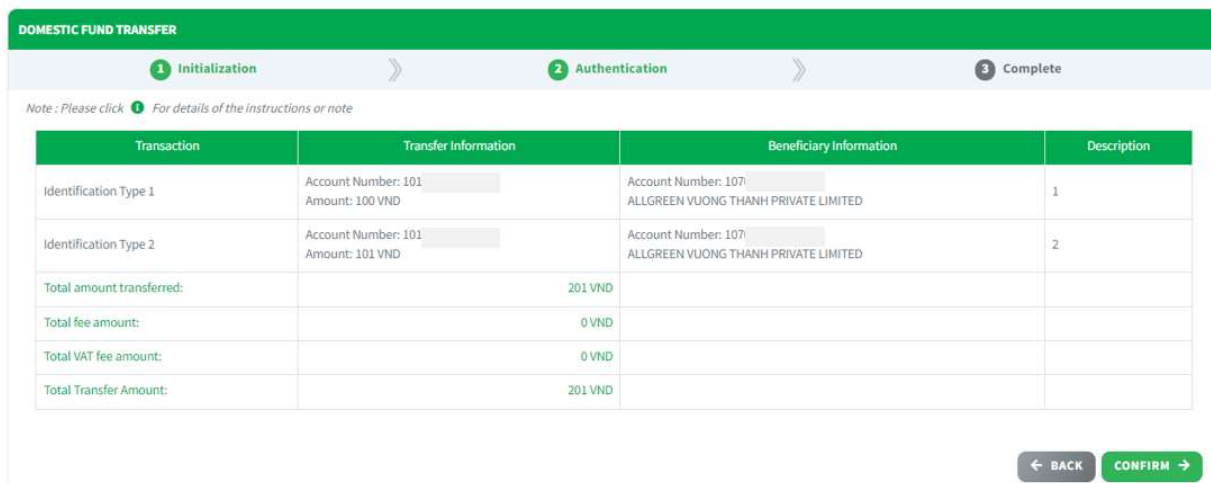 DOMESTIC FUND TRANSFER
1 Initialization
2 Authentication
3 Complete
Note : Please click i For details of the instructions or note
Transaction Transfer Information Beneficiary Information Description
Identification Type 1
Account Number: 101
Amount: 100 VND
Account Number: 107
ALLGREEN VUONG THANH PRIVATE LIMITED
1
Identification Type 2
Account Number: 101
Amount: 101 VND
Account Number: 107
ALLGREEN VUONG THANH PRIVATE LIMITED
2
Total amount transferred: 201 VND
Total fee amount: 0 VND
Total VAT fee amount: 0 VND
Total Transfer Amount: 201 VND
← BACK
CONFIRM →